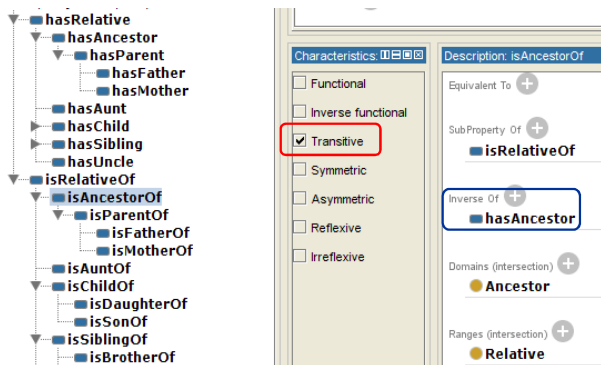 hasRelative
hasAncestor
hasParent
hasFather
hasMother
hasAunt
hasChild
hasSibling
hasUncle
isRelativeOf
isAncestorOf
isParentOf
isFatherOf
isMotherOf
isAuntOf
isChildOf
isDaughterOf
isSonOf
isSiblingOf
isBrotherOf
Characteristics:
Functional
Inverse functional
Transitive
Symmetric
Asymmetric
Reflexive
Irreflexive
Description: isAncestorOf
Equivalent To
SubProperty Of
isRelativeOf
Inverse Of
hasAncestor
Domains (intersection)
Ancestor
Ranges (intersection)
Relative